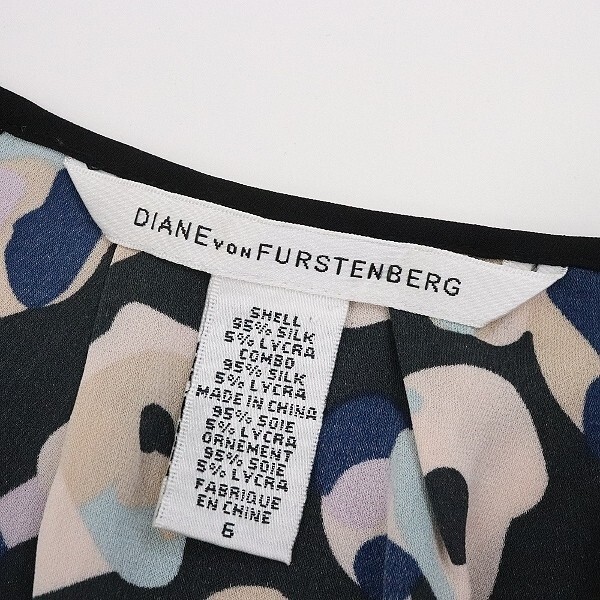 DIANE VON FURSTENBERG
SHELL
95% SILK
5% LYCRA
COMBO
95% SILK
5% LYCRA
MADE IN CHINA
95% SOIE
5% LYCRA
ORNEMENT
95% SOIE
5% LYCRA
FABRIQUE
EN CHINE
6